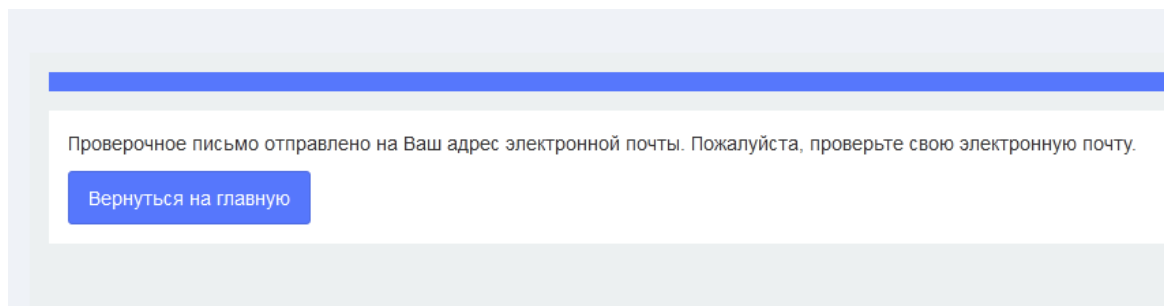 Проверочное письмо отправлено на Ваш адрес электронной почты. Пожалуйста, проверьте свою электронную почту.
Вернуться на главную